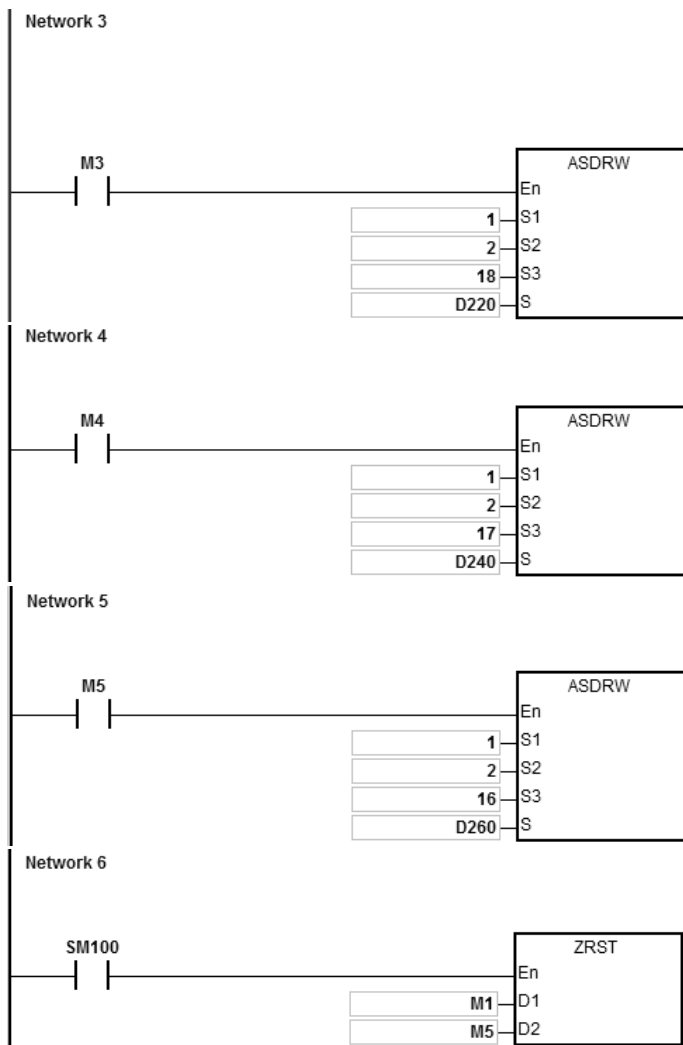 Network 3
M3
ASDRW
En
1 S1
2 S2
18 S3
D220 S
Network 4
M4
ASDRW
En
1 S1
2 S2
17 S3
D240 S
Network 5
M5
ASDRW
En
1 S1
2 S2
16 S3
D260 S
Network 6
SM100
ZRST
En
M1 D1
M5 D2